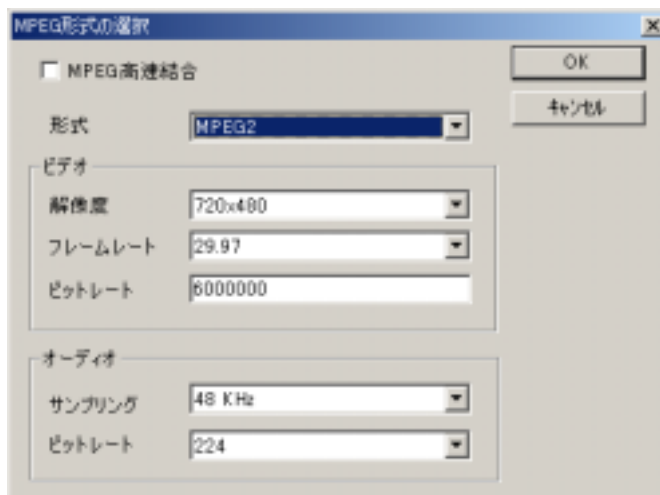 MPEG形式の選択
MPEG高速結合
OK
キャンセル
形式 MPEG2
ビデオ
解像度 720x480
フレームレート 29.97
ビットレート 6000000
オーディオ
サンプリング 48 KHz
ビットレート 224